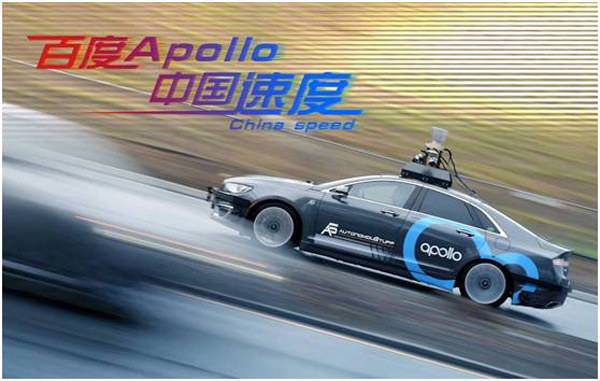 百度Apollo
中国速度
China speed
AUTONOMOUSTUFF
apollo